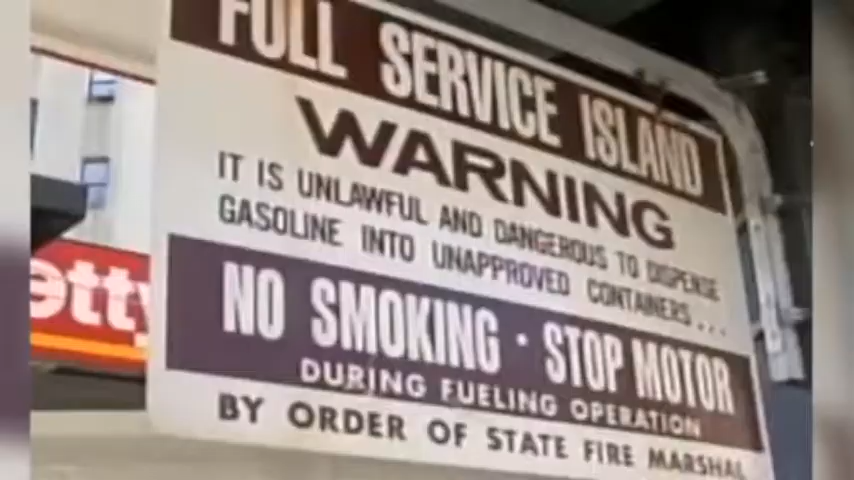 FULL SERVICE ISLAND
WARNING
IT IS UNLAWFUL AND DANGEROUS TO DISPENSE
GASOLINE INTO UNAPPROVED CONTAINERS...
NO SMOKING · STOP MOTOR
DURING FUELING OPERATION
BY ORDER OF STATE FIRE MARSHAL
etty